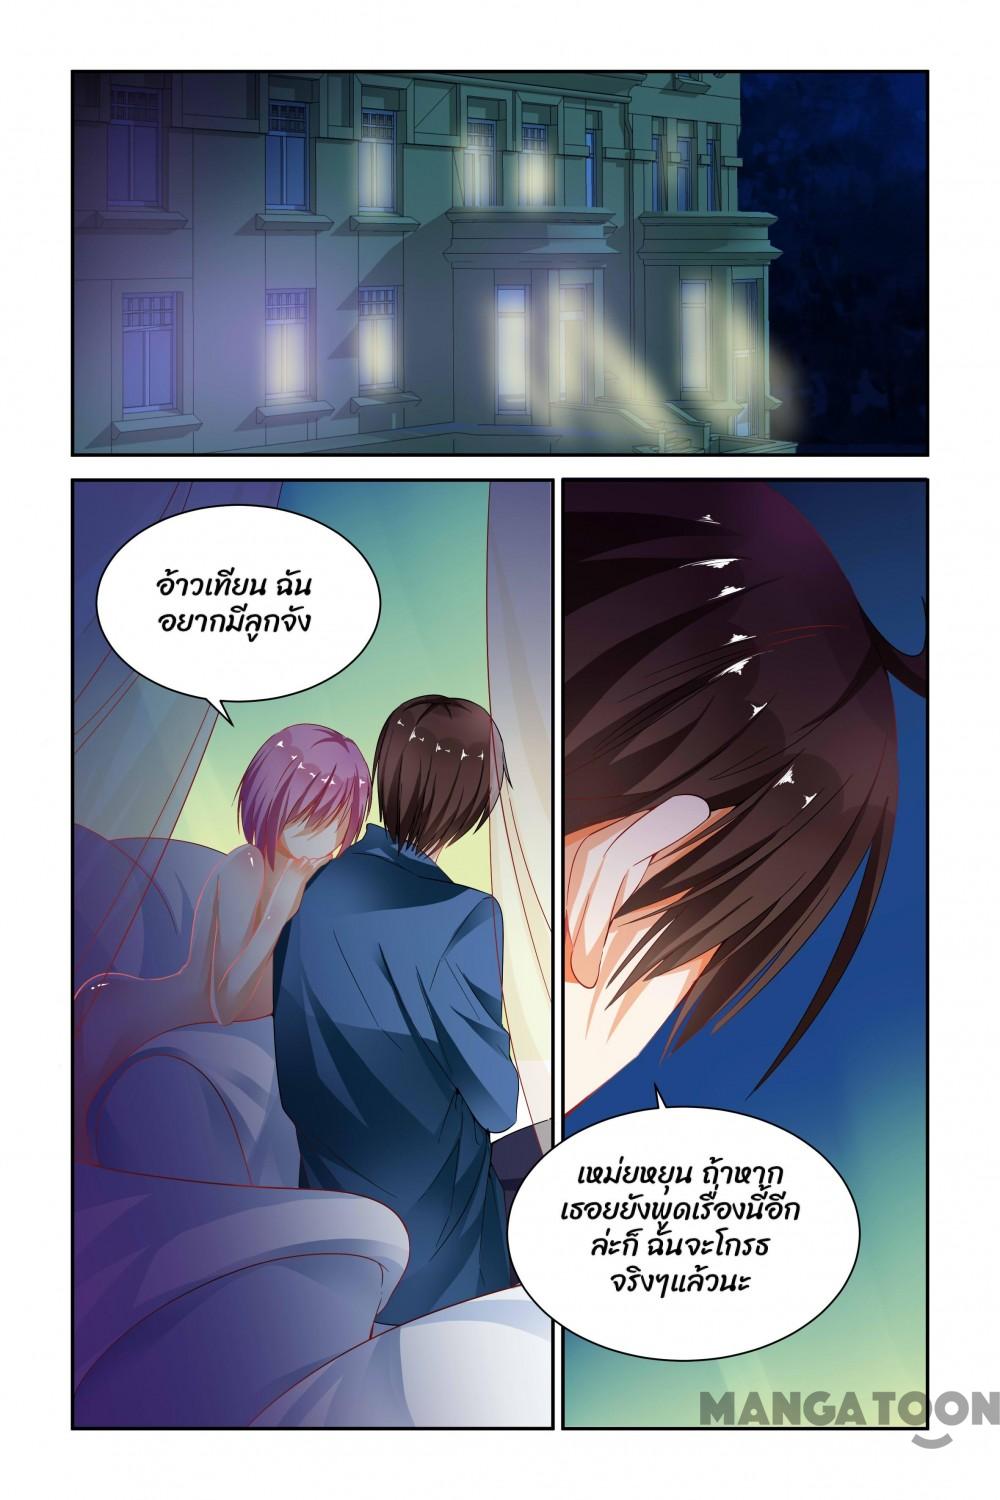 อ้าวเทียน ฉัน
อยากมีลูกจัง
เหม่ยหยุน ถ้าหาก
เธอยยังพูดเรื่องนี้อีก
ล่ะก็ ฉันจะโกรธ
จริงๆแล้วนะ
MANGATOON